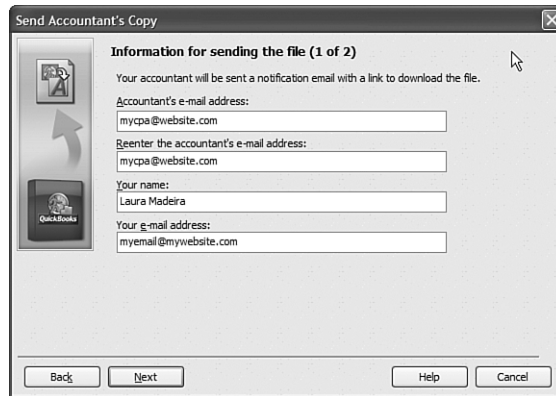 Send Accountant's Copy
Information for sending the file (1 of 2)
Your accountant will be sent a notification email with a link to download the file.
Accountant's e-mail address:
mycpa@website.com
Reenter the accountant's e-mail address:
mycpa@website.com
Your name:
Laura Madeira
Your e-mail address:
myemail@mywebsite.com
A
QuickBooks
Back
Next
Help
Cancel